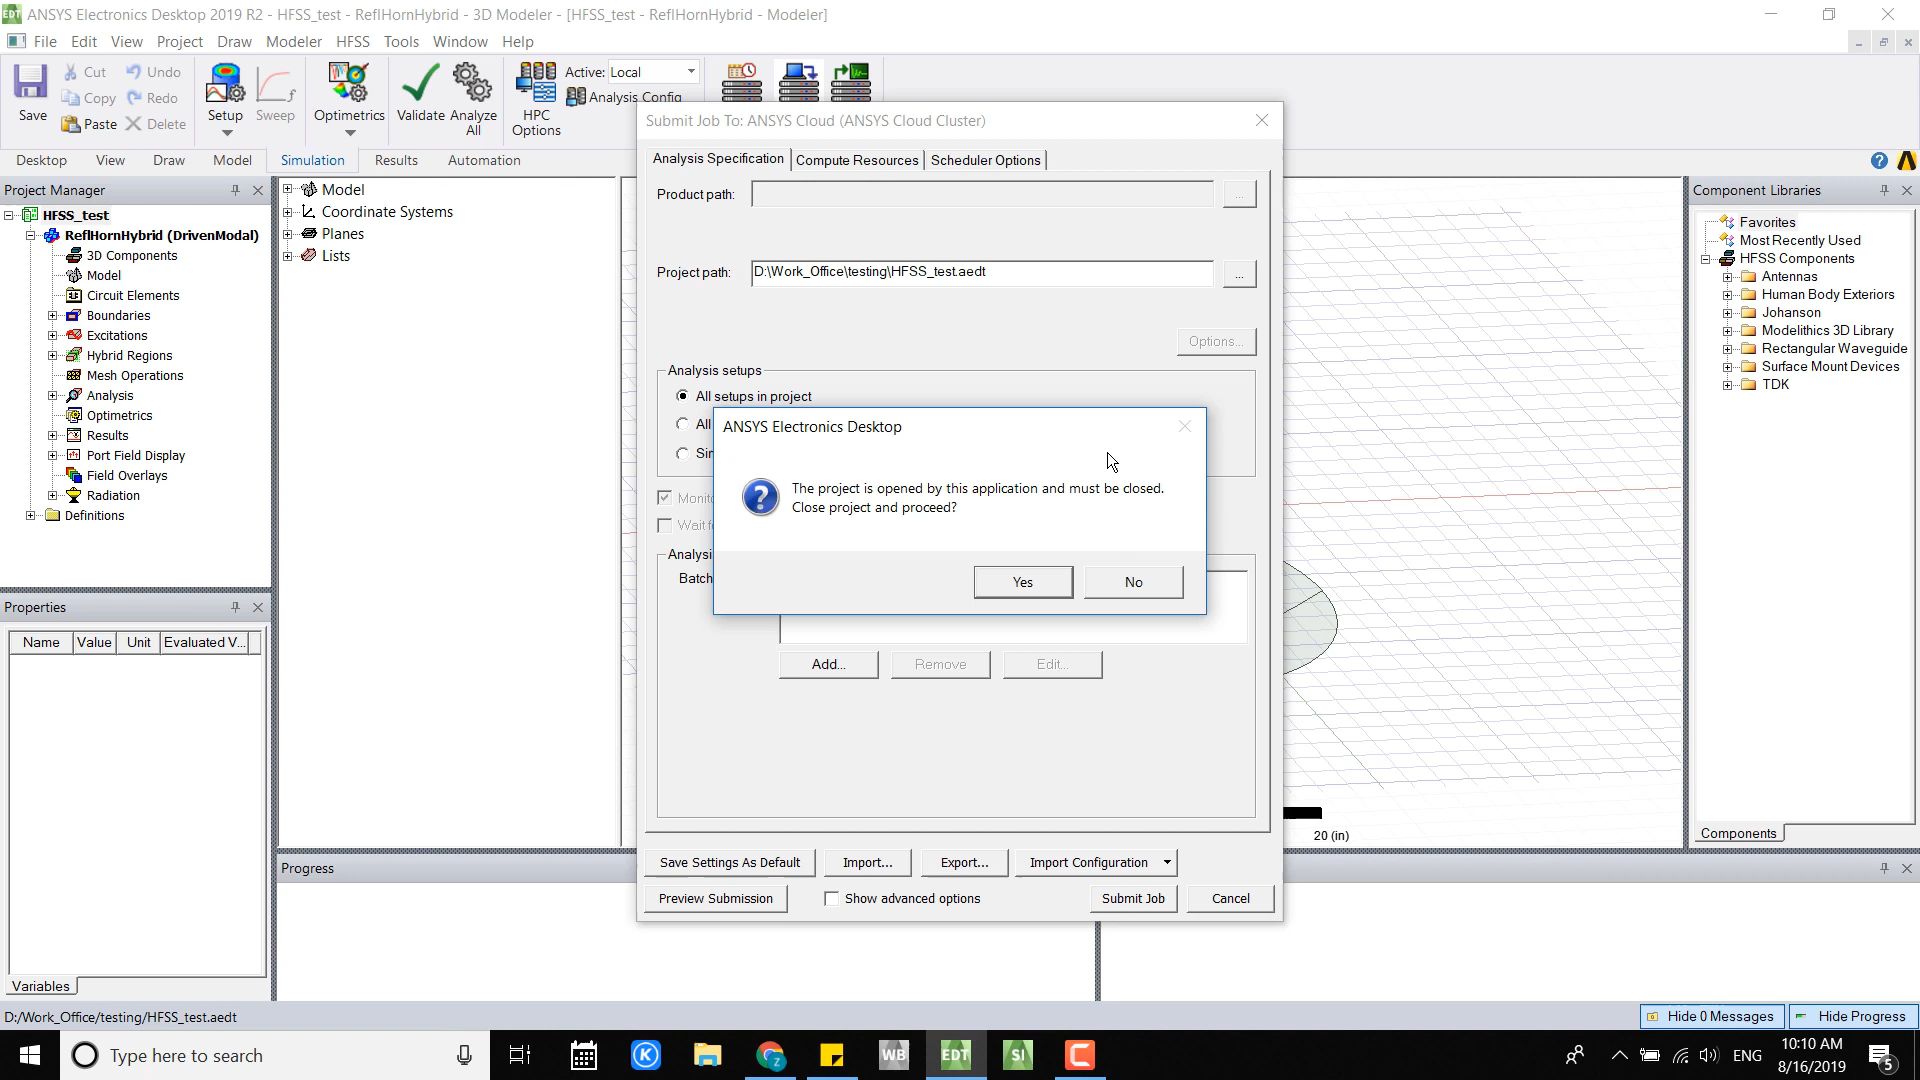 EDT ANSYS Electronics Desktop 2019 R2 - HFSS_test - ReflHornHybrid - 3D Modeler - [HFSS_test - ReflHornHybrid - Modeler]
File Edit View Project Draw Modeler HFSS Tools Window Help
Save
Cut
Copy
Paste
Undo
Redo
Delete
Setup
Sweep
Optimetrics
Validate
Analyze
All
HPC
Options
Active: Local
Analysis Config
Desktop View Draw Model Simulation Results Automation
Project Manager
HFSS_test
ReflHornHybrid (DrivenModal)
3D Components
Model
Circuit Elements
Boundaries
Excitations
Hybrid Regions
Mesh Operations
Analysis
Optimetrics
Results
Port Field Display
Field Overlays
Radiation
Definitions
Properties
Name Value Unit Evaluated V...
Variables
Model
Coordinate Systems
Planes
Lists
Submit Job To: ANSYS Cloud (ANSYS Cloud Cluster)
Analysis Specification Compute Resources Scheduler Options
Product path: ...
Project path: D:\Work_Office\testing\HFSS_test.aedt ...
Options...
Analysis setups
All setups in project
All
Monito
Wait f
Analysi
Batch
ANSYS Electronics Desktop
The project is opened by this application and must be closed.
Close project and proceed?
Yes No
Add... Remove Edit...
Save Settings As Default Import... Export... Import Configuration
Preview Submission Show advanced options Submit Job Cancel
20 (in)
Component Libraries
Favorites
Most Recently Used
HFSS Components
Antennas
Human Body Exteriors
Johanson
Modelithics 3D Library
Rectangular Waveguide
Surface Mount Devices
TDK
Components
Progress
D:/Work_Office/testing/HFSS_test.aedt
Hide 0 Messages Hide Progress
Type here to search
K
Z
WB
EDT
SI
C
ENG
10:10 AM
8/16/2019
5